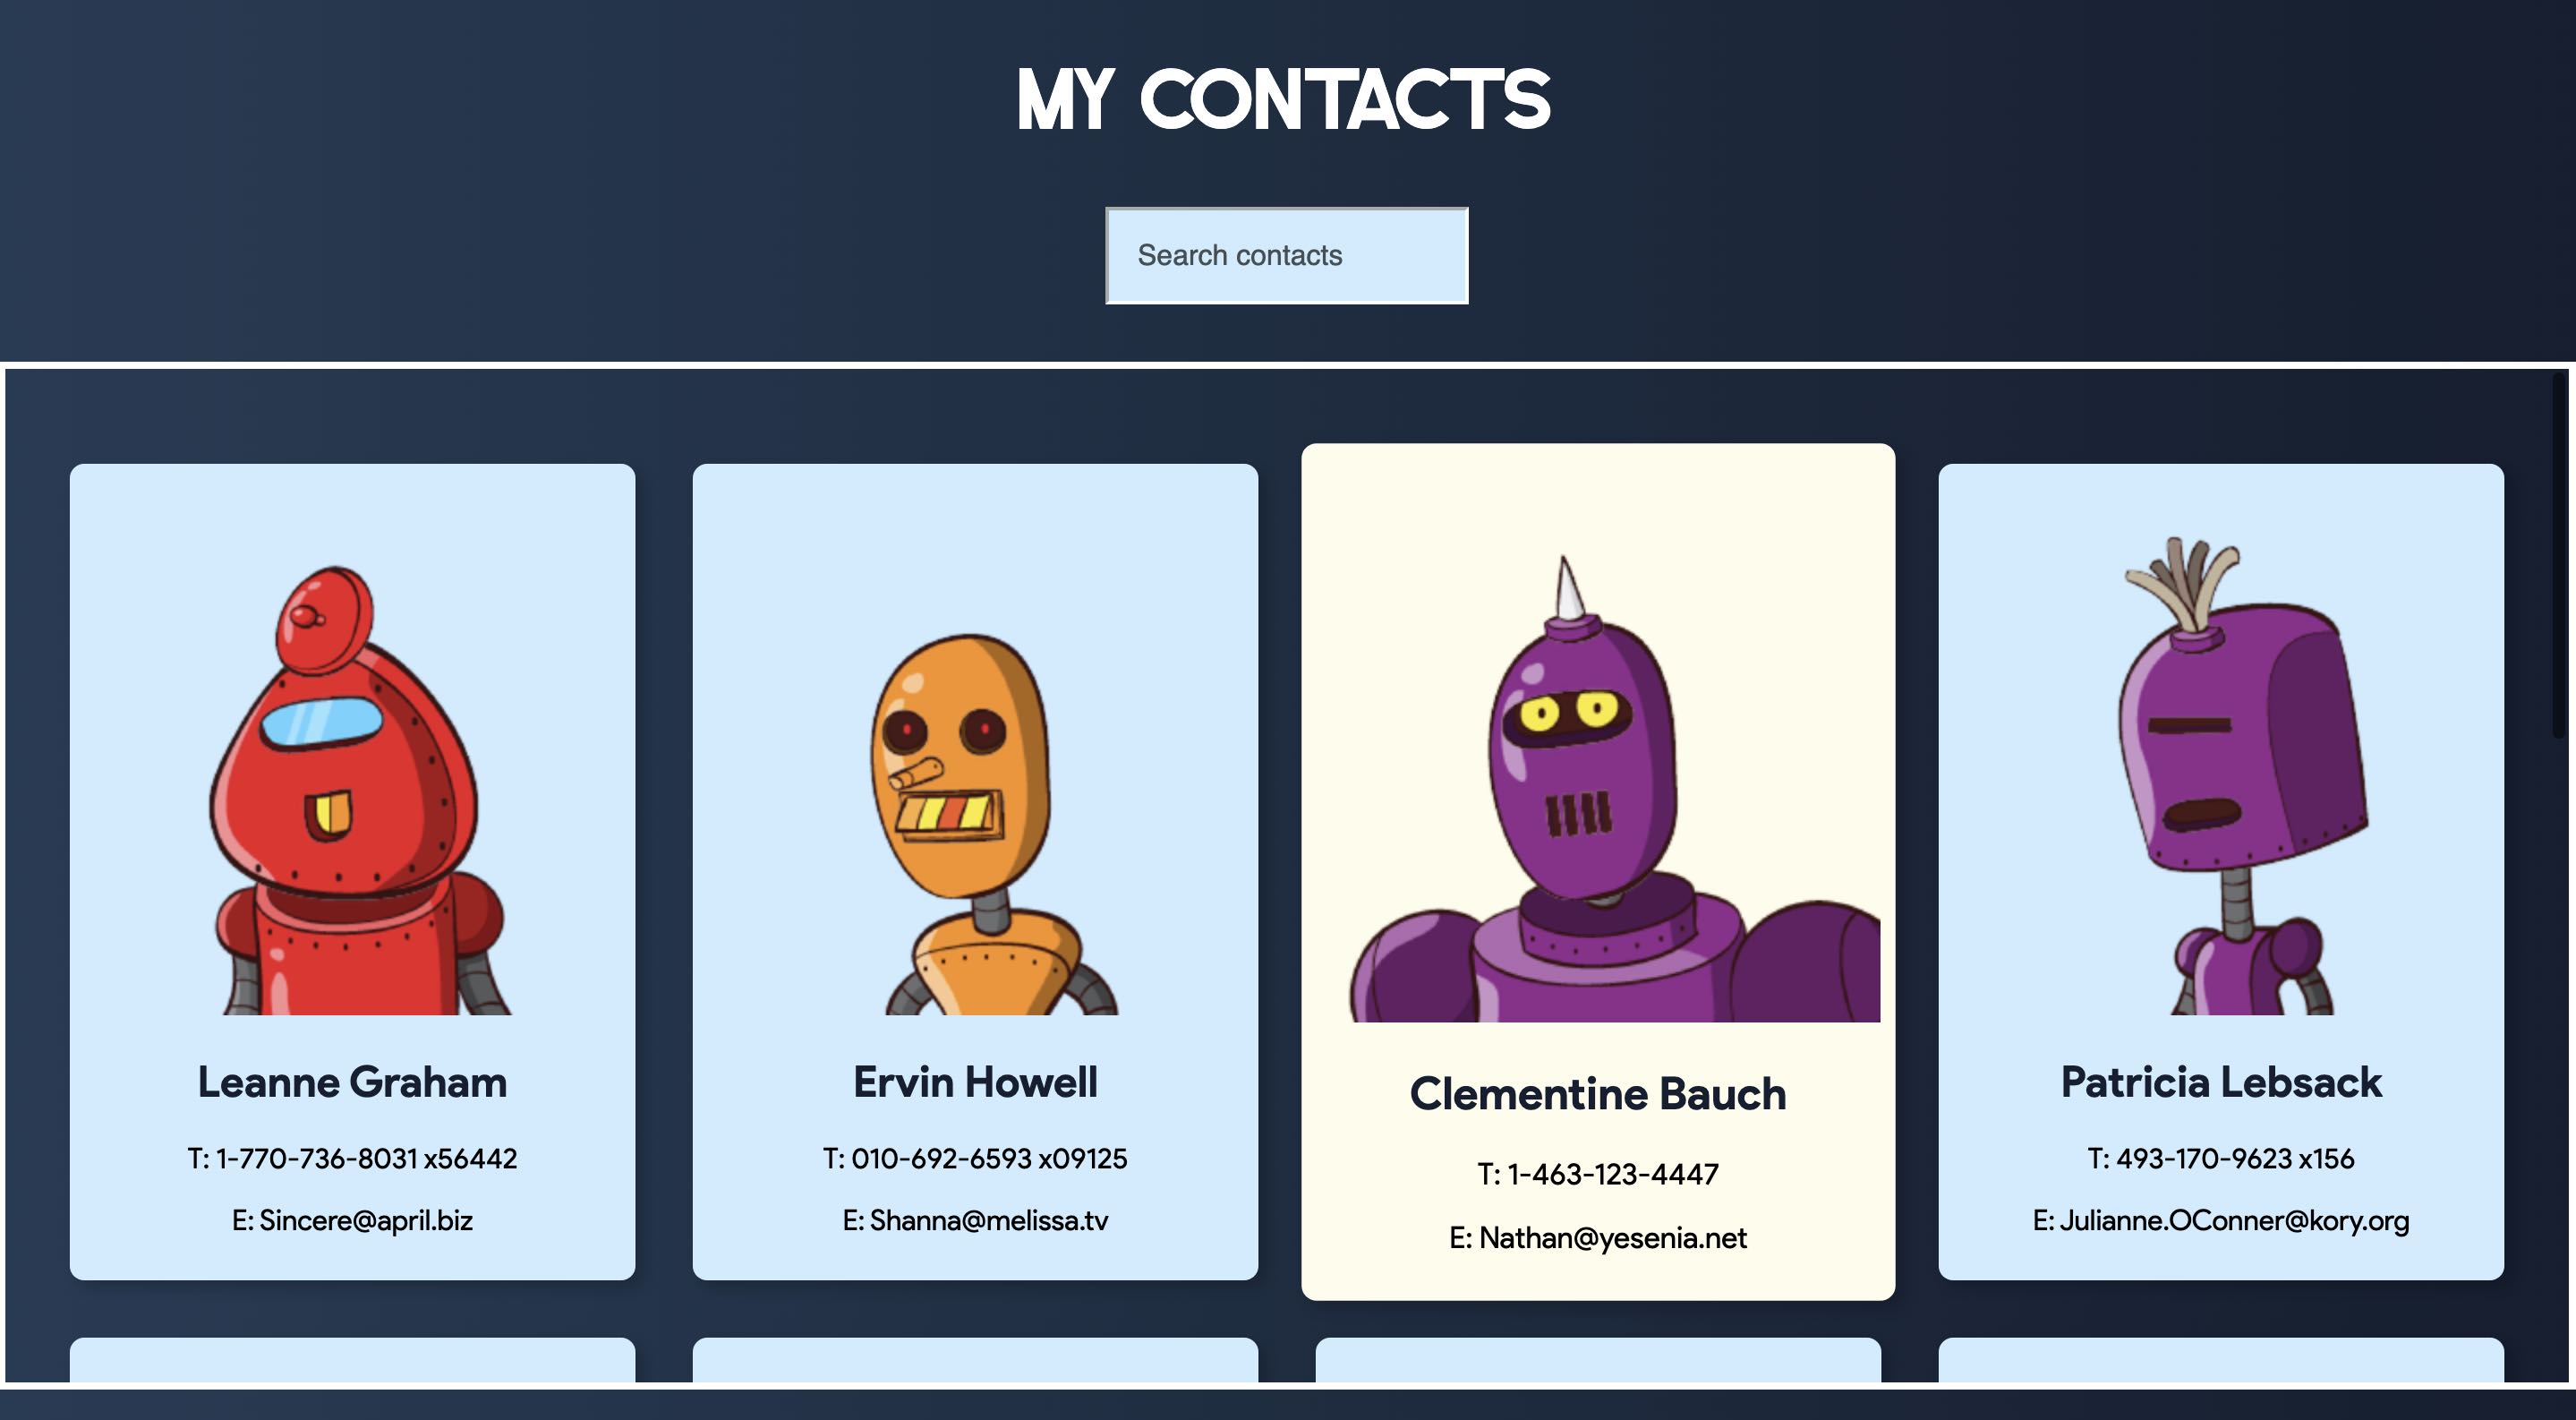 MY CONTACTS
Search contacts
Leanne Graham
T: 1-770-736-8031 x56442
E: Sincere@april.biz
Ervin Howell
T: 010-692-6593 x09125
E: Shanna@melissa.tv
Clementine Bauch
T: 1-463-123-4447
E: Nathan@yesenia.net
Patricia Lebsack
T: 493-170-9623 x156
E: Julianne.OConner@kory.org